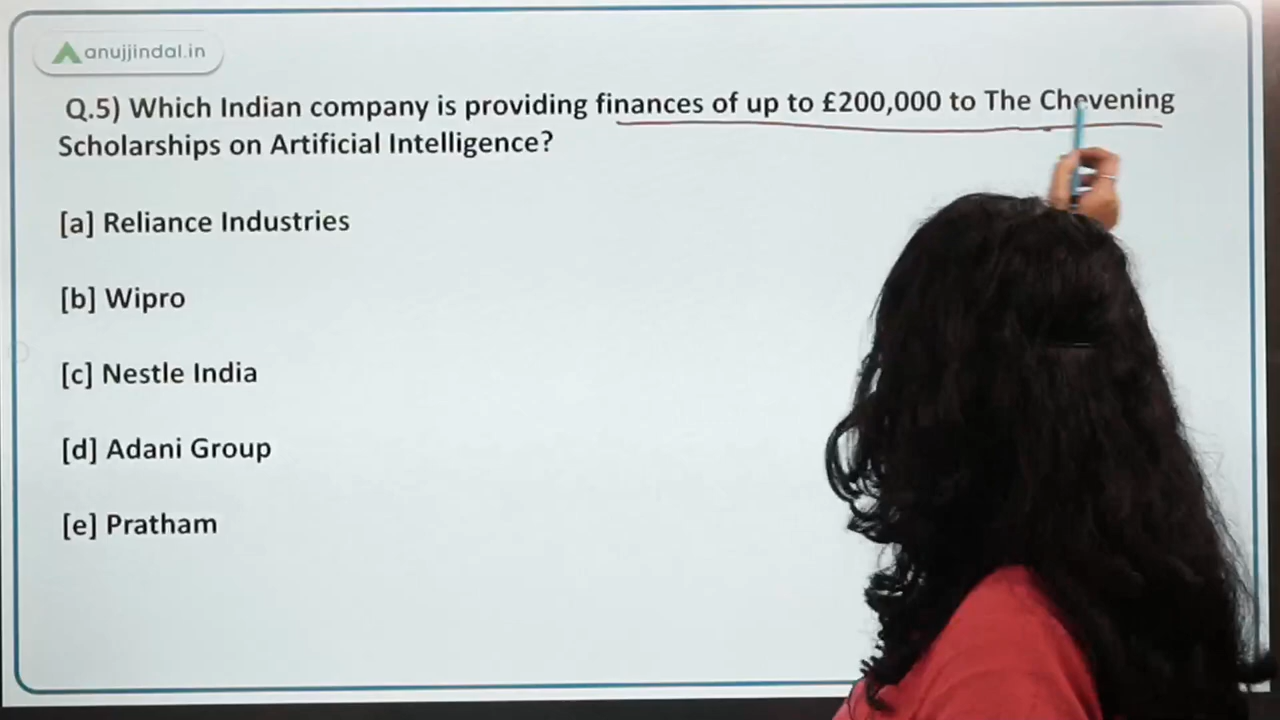 anujjindal.in
Q.5) Which Indian company is providing finances of up to £200,000 to The Chevening
Scholarships on Artificial Intelligence?
[a] Reliance Industries
[b] Wipro
[c] Nestle India
[d] Adani Group
[e] Pratham